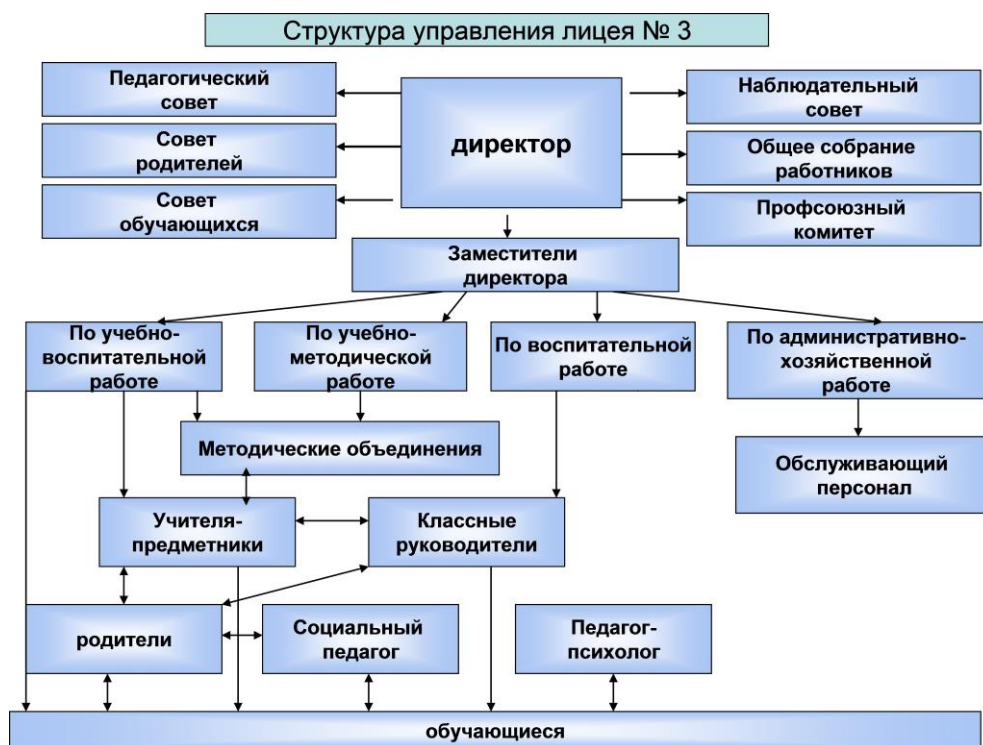 Структура управления лицея № 3
Педагогический
совет
Совет
родителей
Совет
обучающихся
директор
Наблюдательный
совет
Общее собрание
работников
Профсоюзный
комитет
Заместители
директора
По учебно-
воспитательной
работе
По учебно-
методической
работе
По воспитательной
работе
По административно-
хозяйственной
работе
Методические объединения
Обслуживающий
персонал
Учителя-
предметники
Классные
руководители
родители
Социальный
педагог
Педагог-
психолог
обучающиеся